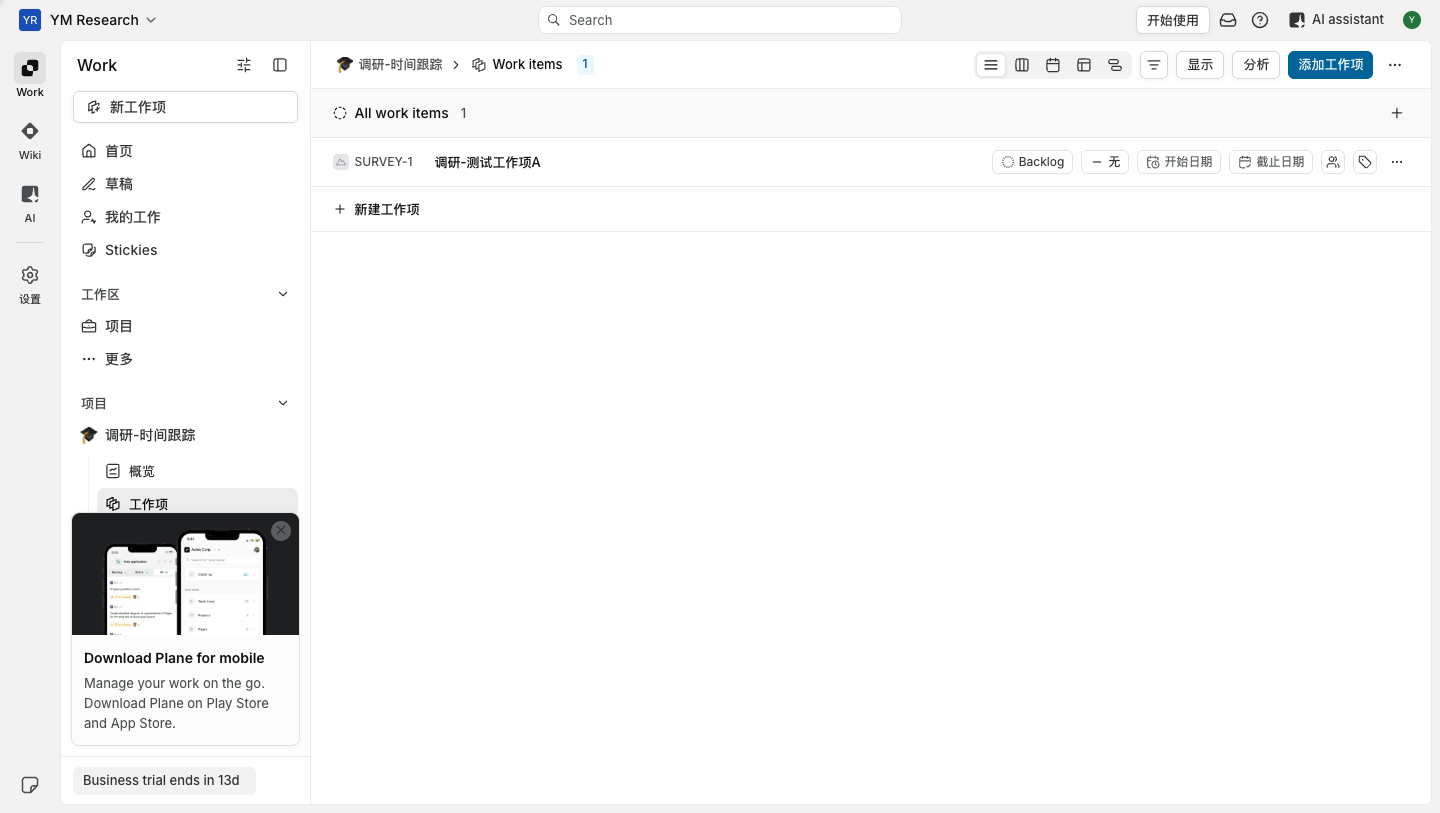 YR YM Research
Search
开始使用
AI assistant
Y
Work
Wiki
AI
设置
Work
新工作项
首页
草稿
我的工作
Stickies
工作区
项目
更多
项目
调研-时间跟踪
概览
工作项
Download Plane for mobile
Manage your work on the go.
Download Plane on Play Store
and App Store.
Business trial ends in 13d
调研-时间跟踪
Work items 1
显示
分析
添加工作项
All work items 1
SURVEY-1 调研-测试工作项A
Backlog
无
开始日期
截止日期
新建工作项